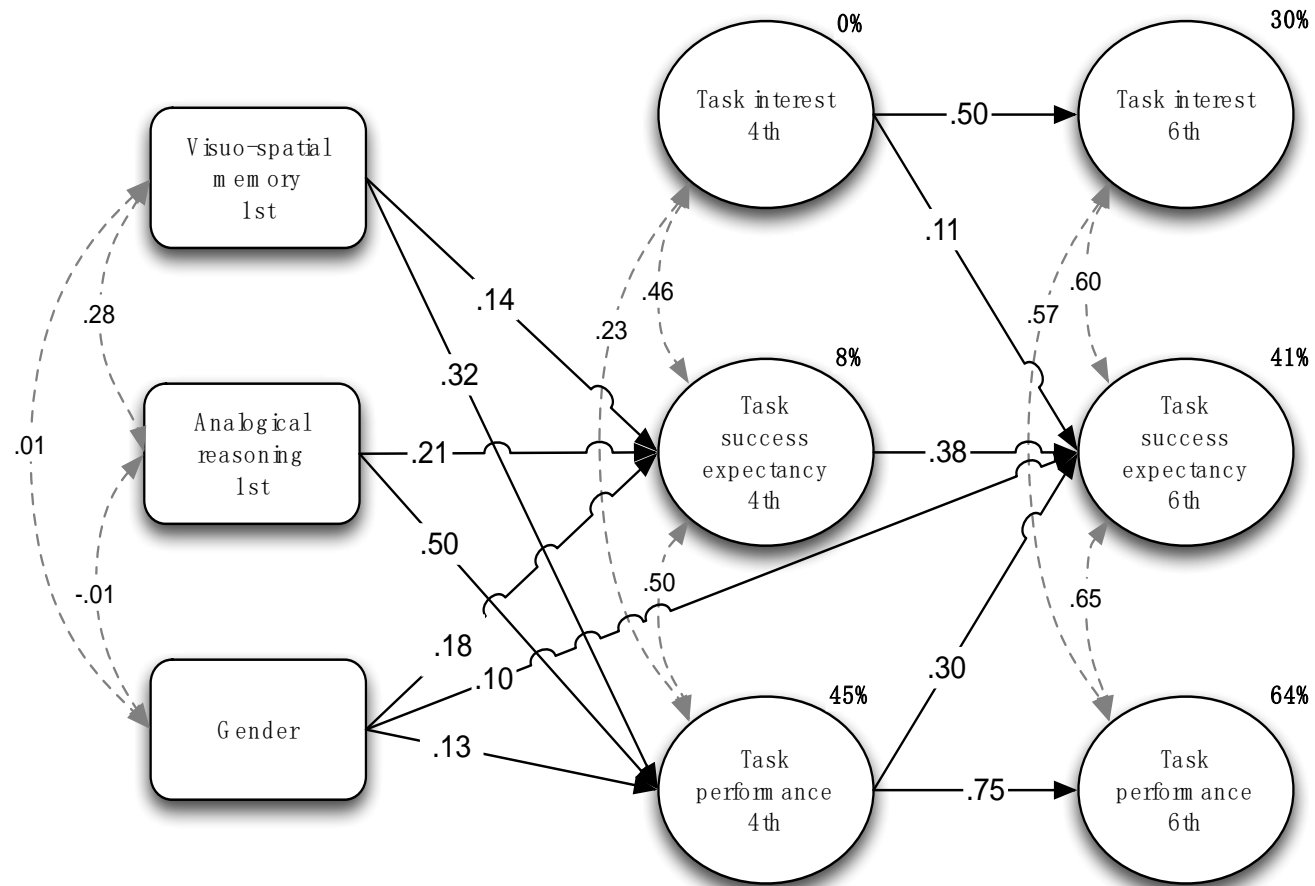 0%
30%
Task interest
4th
Task interest
6th
Visuo-spatial
memory
1st
.50
.11
.14
.46
.60
.57
.28
.23
8%
41%
.32
Task
success
expectancy
4th
Task
success
expectancy
6th
Analogical
reasoning
1st
.01
.21
.38
.50
.50
-.01
.65
.18
.10
.30
45%
64%
Gender
.13
Task
performance
4th
.75
Task
performance
6th